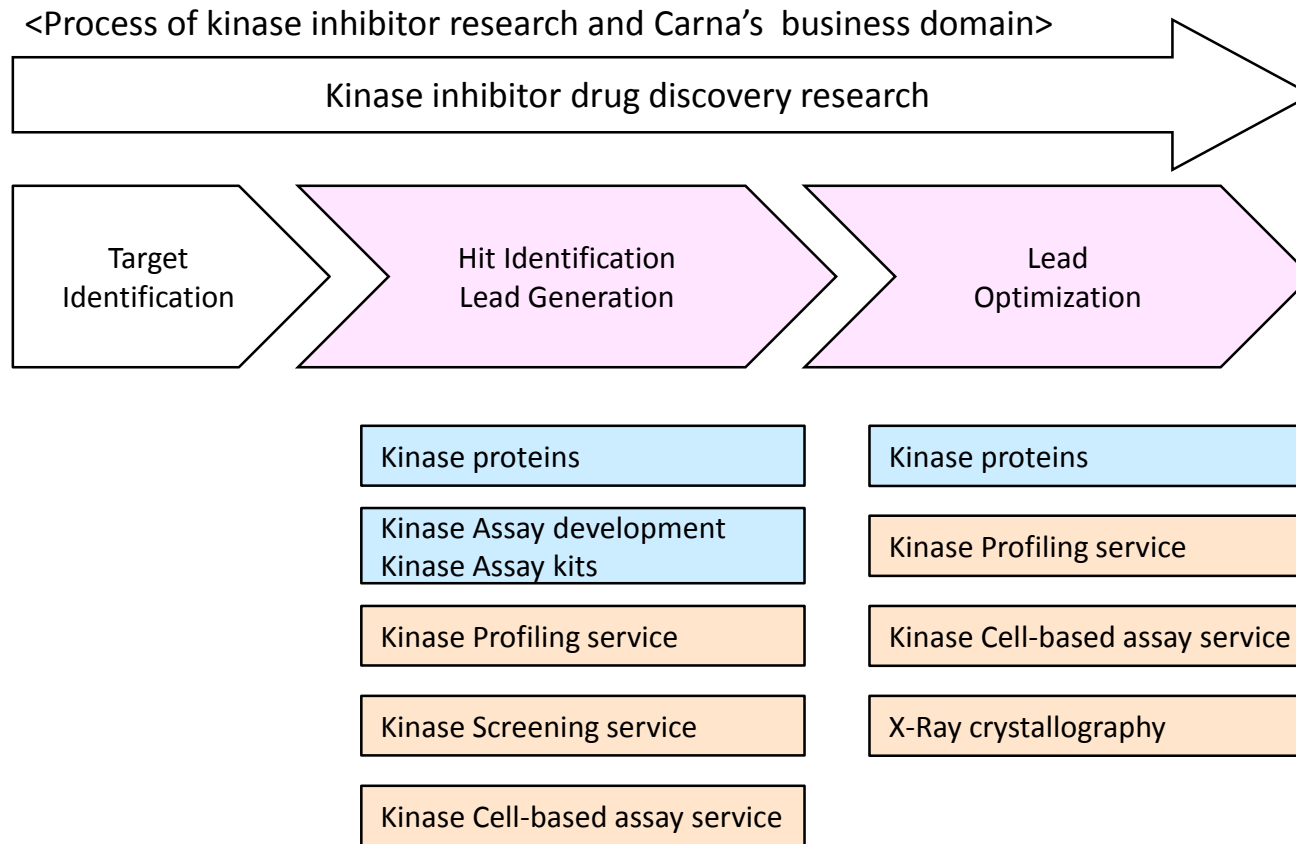 <Process of kinase inhibitor research and Carna's  business domain>
Kinase inhibitor drug discovery research
Target
Identification
Hit Identification
Lead Generation
Lead
Optimization
Kinase proteins
Kinase Assay development
Kinase Assay kits
Kinase Profiling service
Kinase Screening service
Kinase Cell-based assay service
Kinase proteins
Kinase Profiling service
Kinase Cell-based assay service
X-Ray crystallography